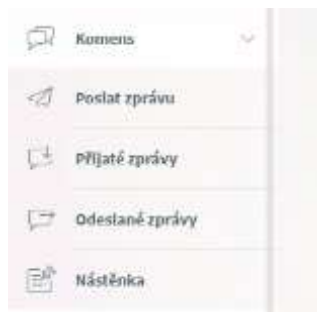 Komens
Poslat zprávu
Přijaté zprávy
Odeslané zprávy
Nástěnka